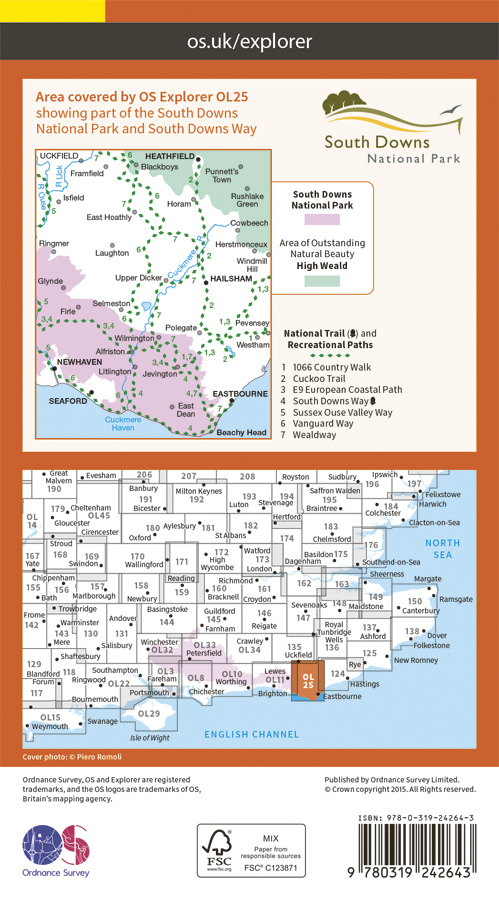 os.uk/explorer
Area covered by OS Explorer OL25
showing part of the South Downs
National Park and South Downs Way
South Downs
National Park
UCKFIELD
HEATHFIELD
Framfield
Blackboys
Punnett's
Town
R Ouse
R Uck
Isfield
Horam
Rushlake
Green
East Hoathly
Cowbeech
Ringmer
Laughton
Herstmonceux
Windmill
Hill
Cuckmere R
Upper Dicker
HAILSHAM
Glynde
Selmeston
Firle
Pevensey
Polegate
Wilmington
Westham
Alfriston
NEWHAVEN
Litlington
Jevington
SEAFORD
EASTBOURNE
East
Dean
Cuckmere
Haven
Beachy Head
South Downs
National Park
Area of Outstanding
Natural Beauty
High Weald
National Trail ( ) and
Recreational Paths
1 1066 Country Walk
2 Cuckoo Trail
3 E9 European Coastal Path
4 South Downs Way
5 Sussex Ouse Valley Way
6 Vanguard Way
7 Wealdway
Great
Malvern
190
Evesham
206
207
208
Royston
Sudbury
Ipswich
197
196
Banbury
191
Milton Keynes
192
193
194
Saffron Walden
195
Felixstowe
Harwich
OL
14
179
Cheltenham
OL45
Bicester
Luton
Stevenage
Braintree
184
Colchester
Gloucester
Cirencester
180
Aylesbury
181
182
Hertford
183
Clacton-on-Sea
Stroud
168
169
Oxford
St Albans
174
Chelmsford
176
NORTH
SEA
167
Yate
Swindon
170
Wallingford
171
172
High
Wycombe
Watford
173
London
Dagenham
Basildon
175
Southend-on-Sea
Chippenham
155
156
157
158
Reading
159
Richmond
160
161
162
163
Sheerness
Margate
Bath
Marlborough
Newbury
Bracknell
Croydon
149
150
Ramsgate
Trowbridge
Basingstoke
144
Guildford
145
146
Sevenoaks
147
148
Maidstone
Canterbury
Frome
142
143
Warminster
130
Andover
131
Farnham
Reigate
Royal
Tunbridge
Wells
136
137
Ashford
138
Dover
Mere
Salisbury
Winchester
OL32
OL33
Petersfield
Crawley
OL34
135
Uckfield
Folkestone
Shaftesbury
129
Blandford
Forum
118
Ringwood
Southampton
OL22
OL3
Fareham
OL8
OL10
Worthing
Lewes
OL11
OL
25
124
Rye
125
New Romney
117
Portsmouth
Chichester
Brighton
Hastings
Eastbourne
Bournemouth
OL15
Weymouth
Swanage
OL29
Isle of Wight
ENGLISH CHANNEL
Cover photo: © Piero Romoli
Ordnance Survey, OS and Explorer are registered
trademarks, and the OS logos are trademarks of OS,
Britain's mapping agency.
Published by Ordnance Survey Limited.
© Crown copyright 2015. All Rights reserved.
OS
Ordnance Survey
FSC
www.fsc.org
MIX
Paper from
responsible sources
FSC® C123871
ISBN: 978-0-319-24264-3
9 780319 242643